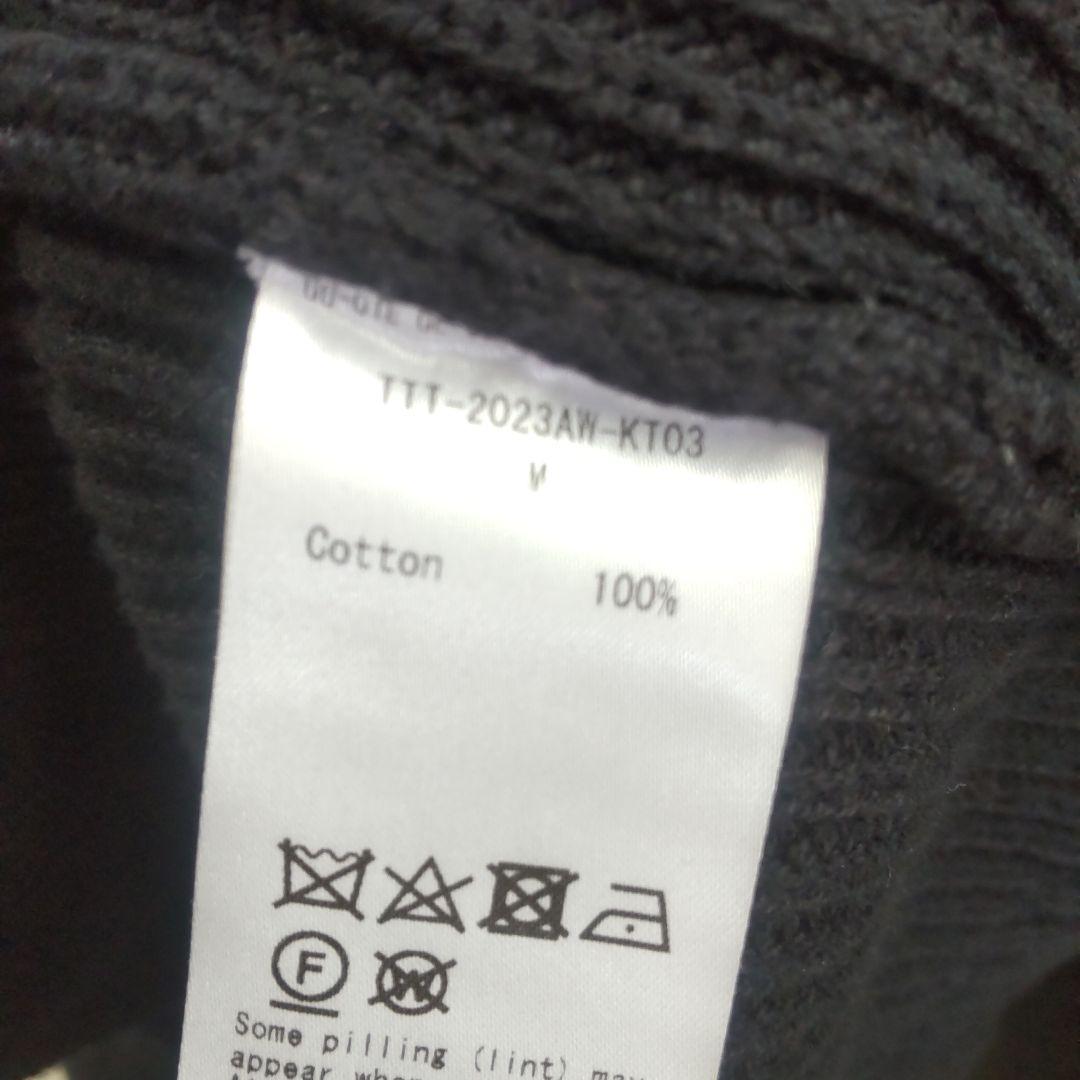 TTT-2023AW-KT03
W
Cotton 100%
F
W
Some pilling (lint) may
appear when